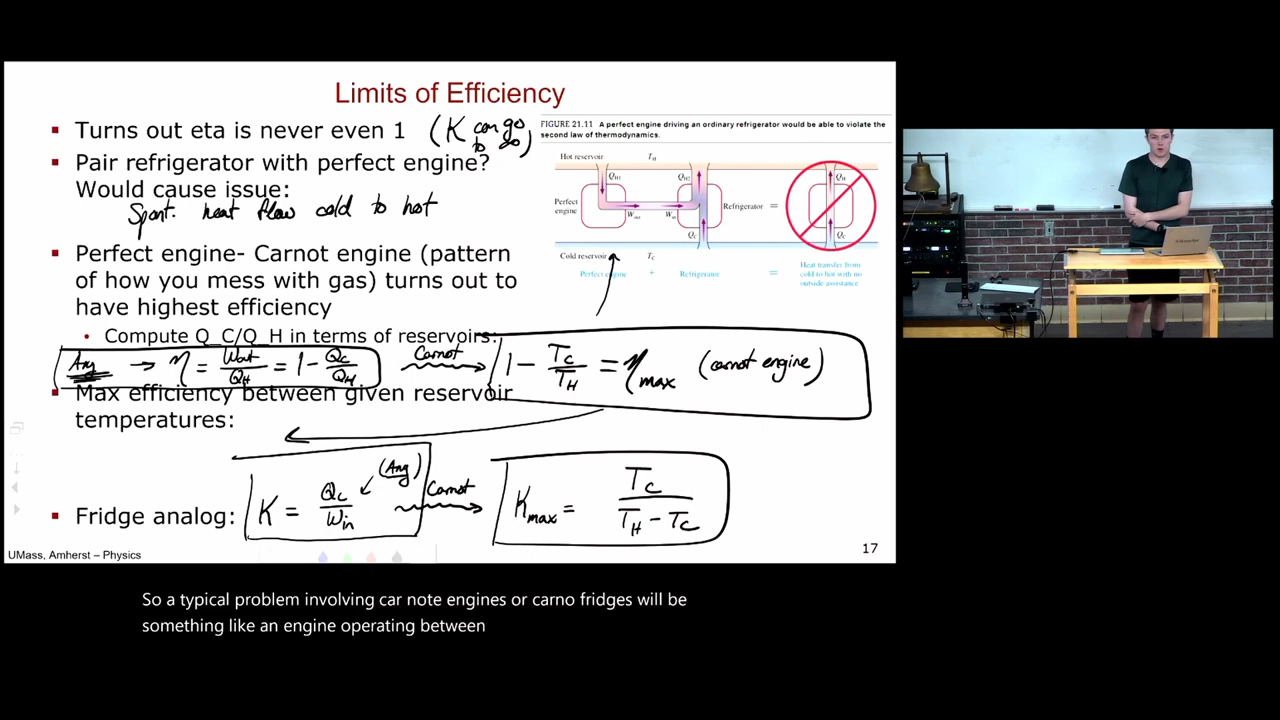 Limits of Efficiency
▪ Turns out eta is never even 1 (K can go to ∞)
▪ Pair refrigerator with perfect engine?
Would cause issue:
Spont. heat flow cold to hot
▪ Perfect engine- Carnot engine (pattern
of how you mess with gas) turns out to
have highest efficiency
• Compute Q_C/Q_H in terms of reservoirs:
Any → η = Wout/QH = 1 - QC/QH Carnot 1 - TC/TH = ηmax (carnot engine)
▪ Max efficiency between given reservoir
temperatures:
▪ Fridge analog: K = QC/Win (Any) Carnot Kmax = TC/(TH - TC)
UMass, Amherst – Physics
17
FIGURE 21.11 A perfect engine driving an ordinary refrigerator would be able to violate the
second law of thermodynamics.
Hot reservoir TH
QH1 QH2 QH
Perfect
engine
Wout Win
Refrigerator =
QC QC
Cold reservoir TC
Perfect engine + Refrigerator =
Heat transfer from
cold to hot with no
outside assistance
So a typical problem involving car note engines or carno fridges will be
something like an engine operating between